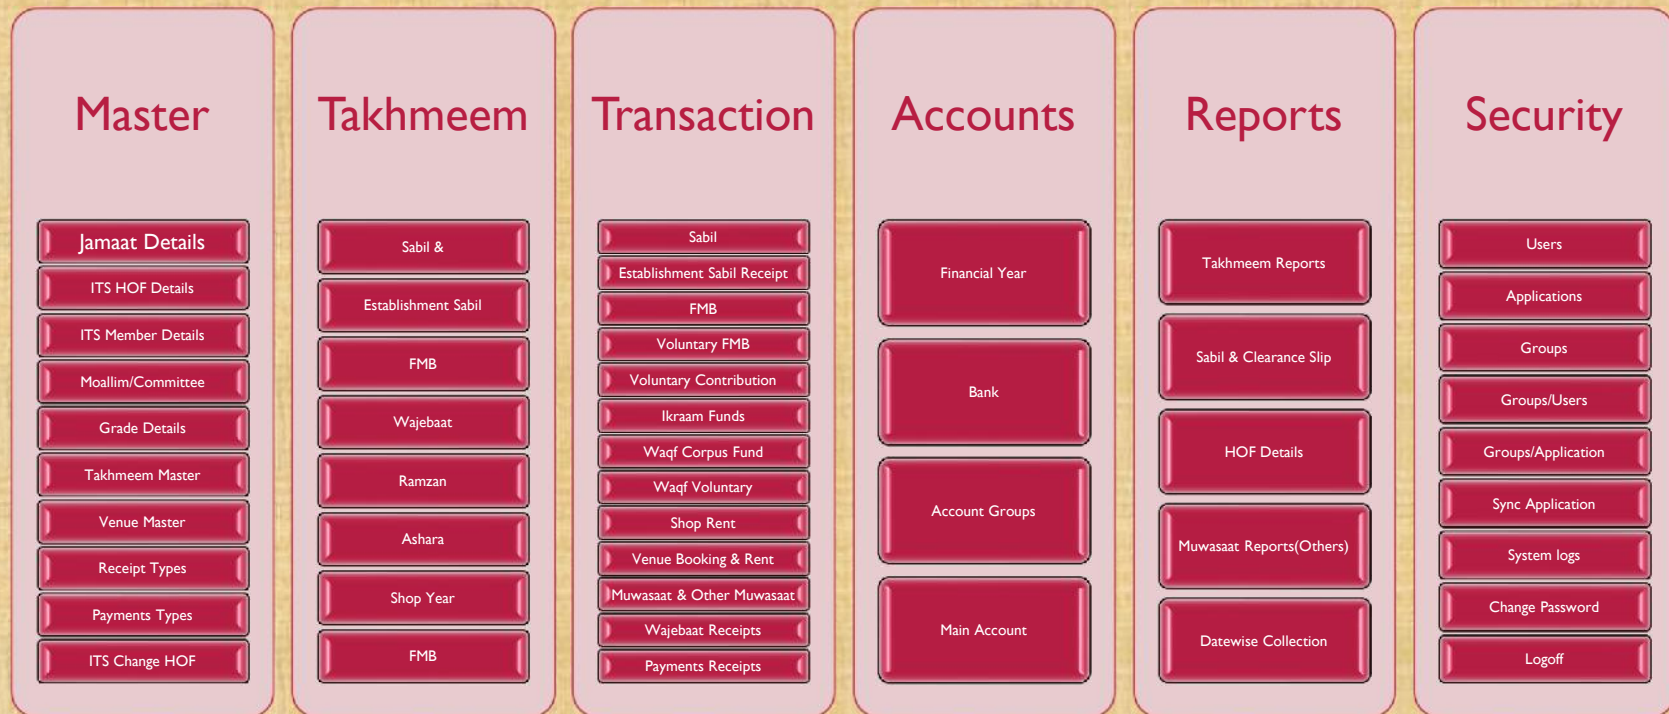 Master
Jamaat Details
ITS HOF Details
ITS Member Details
Moallim/Committee
Grade Details
Takhmeem Master
Venue Master
Receipt Types
Payments Types
ITS Change HOF
Takhmeem
Sabil &
Establishment Sabil
FMB
Wajebaat
Ramzan
Ashara
Shop Year
FMB
Transaction
Sabil
Establishment Sabil Receipt
FMB
Voluntary FMB
Voluntary Contribution
Ikraam Funds
Waqf Corpus Fund
Waqf Voluntary
Shop Rent
Venue Booking & Rent
Muwasaat & Other Muwasaat
Wajebaat Receipts
Payments Receipts
Accounts
Financial Year
Bank
Account Groups
Main Account
Reports
Takhmeem Reports
Sabil & Clearance Slip
HOF Details
Muwasaat Reports(Others)
Datewise Collection
Security
Users
Applications
Groups
Groups/Users
Groups/Application
Sync Application
System logs
Change Password
Logoff